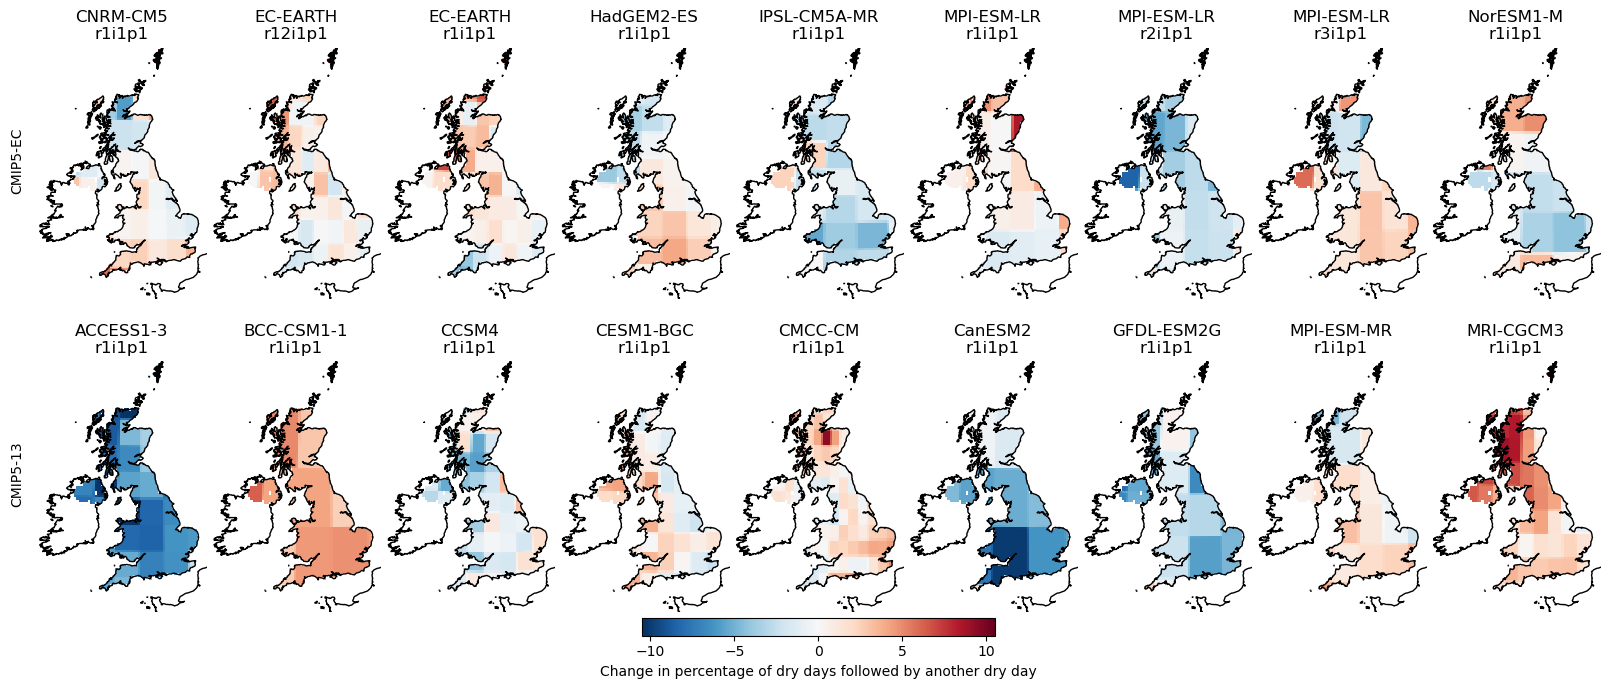 CNRM-CM5 EC-EARTH EC-EARTH HadGEM2-ES IPSL-CM5A-MR MPI-ESM-LR MPI-ESM-LR MPI-ESM-LR NorESM1-M
r1i1p1 r12i1p1 r1i1p1 r1i1p1 r1i1p1 r1i1p1 r2i1p1 r3i1p1 r1i1p1
CMIP5-EC
ACCESS1-3 BCC-CSM1-1 CCSM4 CESM1-BGC CMCC-CM CanESM2 GFDL-ESM2G MPI-ESM-MR MRI-CGCM3
r1i1p1 r1i1p1 r1i1p1 r1i1p1 r1i1p1 r1i1p1 r1i1p1 r1i1p1 r1i1p1
CMIP5-13
−10 −5 0 5 10
Change in percentage of dry days followed by another dry day